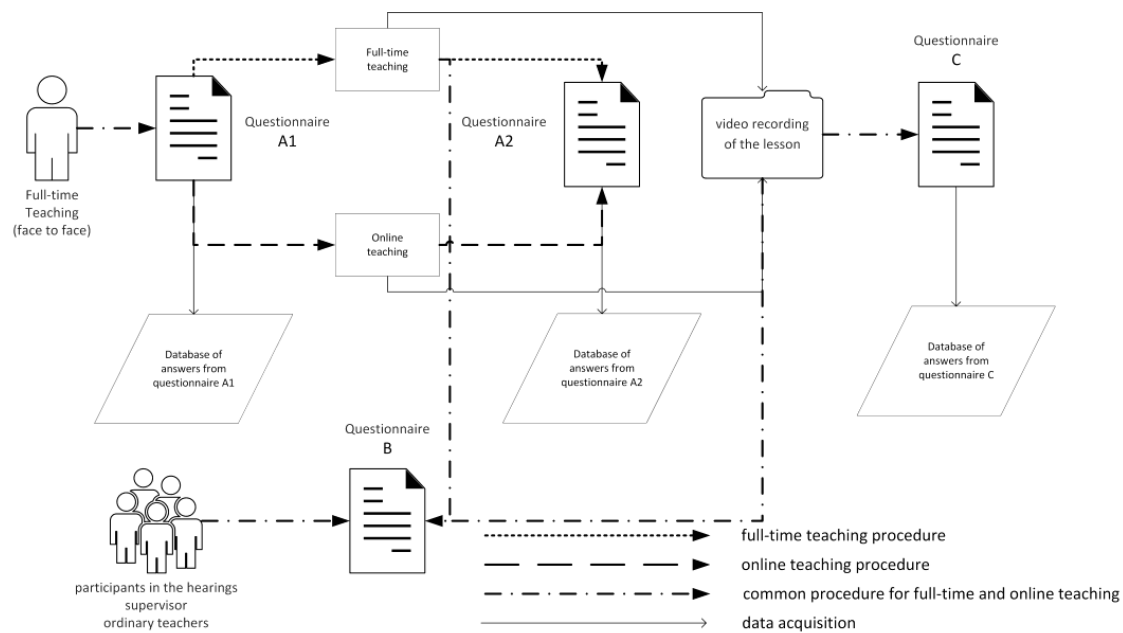 Full-time
Teaching
(face to face)
Questionnaire
A1
Full-time
teaching
Online
teaching
Questionnaire
A2
video recording
of the lesson
Questionnaire
C
Database of
answers from
questionnaire A1
Database of
answers from
questionnaire A2
Database of
answers from
questionnaire C
Questionnaire
B
participants in the hearings
supervisor
ordinary teachers
full-time teaching procedure
online teaching procedure
common procedure for full-time and online teaching
data acquisition